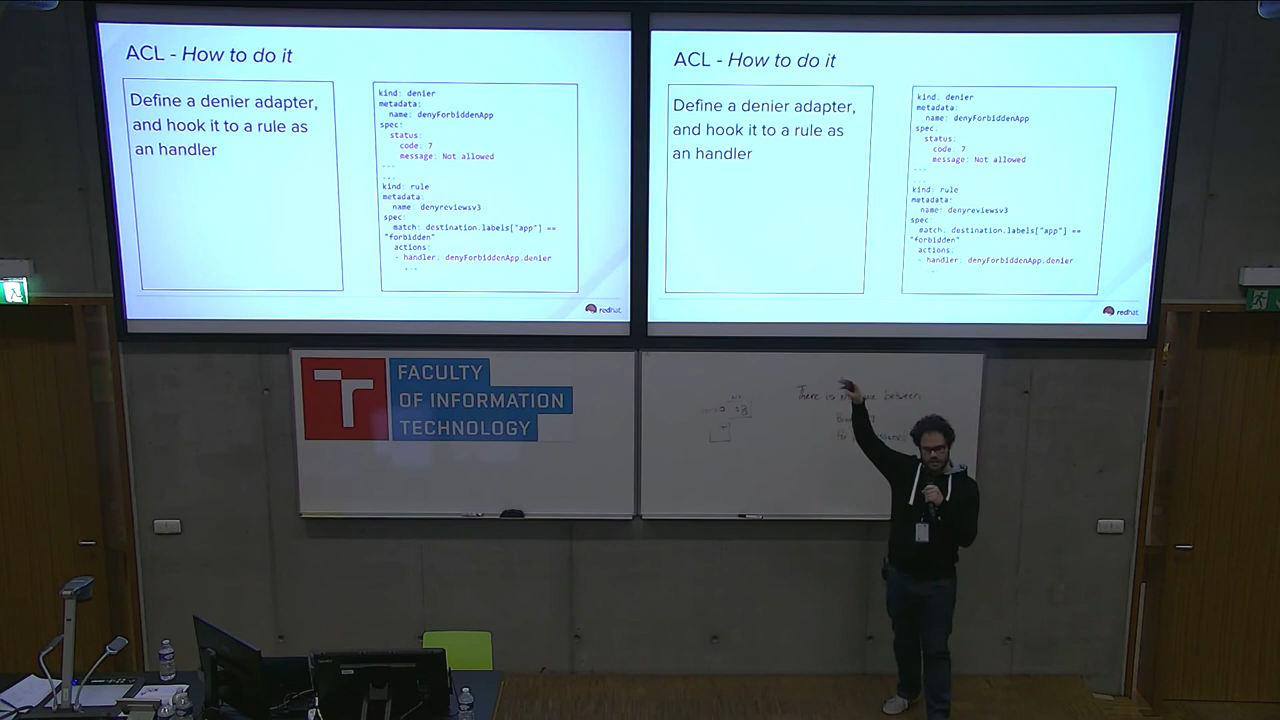 ACL - How to do it
Define a denier adapter,
and hook it to a rule as
an handler
kind: denier
metadata:
name: denyForbiddenApp
spec:
status:
code: 7
message: Not allowed
---
...
kind: rule
metadata:
name: denyreviewsv3
spec:
match: destination.labels["app"] ==
"forbidden"
actions:
- handler: denyForbiddenApp.denier
...
redhat
ACL - How to do it
Define a denier adapter,
and hook it to a rule as
an handler
kind: denier
metadata:
name: denyForbiddenApp
spec:
status:
code: 7
message: Not allowed
---
...
kind: rule
metadata:
name: denyreviewsv3
spec:
match: destination.labels["app"] ==
"forbidden"
actions:
- handler: denyForbiddenApp.denier
...
redhat
FACULTY
OF INFORMATION
TECHNOLOGY
There is
between